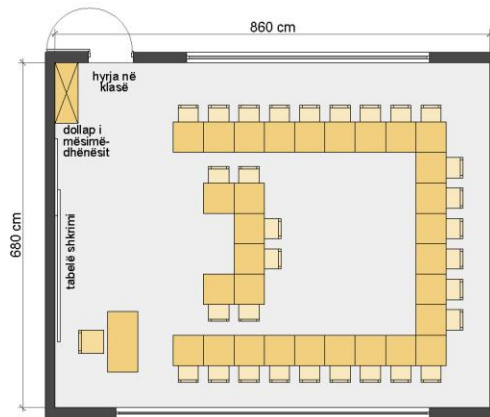 860 cm
hyrja në
klasë
dollap i
mësimë-
dhënësit
680 cm
tabelë shkrimi